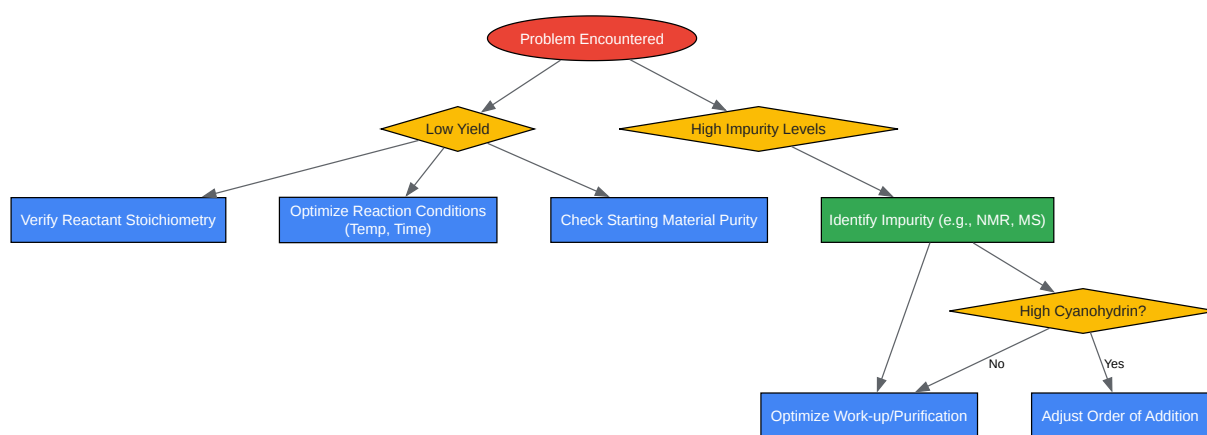 Problem Encountered
Low Yield
High Impurity Levels
Verify Reactant Stoichiometry
Optimize Reaction Conditions
(Temp, Time)
Check Starting Material Purity
Identify Impurity (e.g., NMR, MS)
High Cyanohydrin?
No
Yes
Optimize Work-up/Purification
Adjust Order of Addition